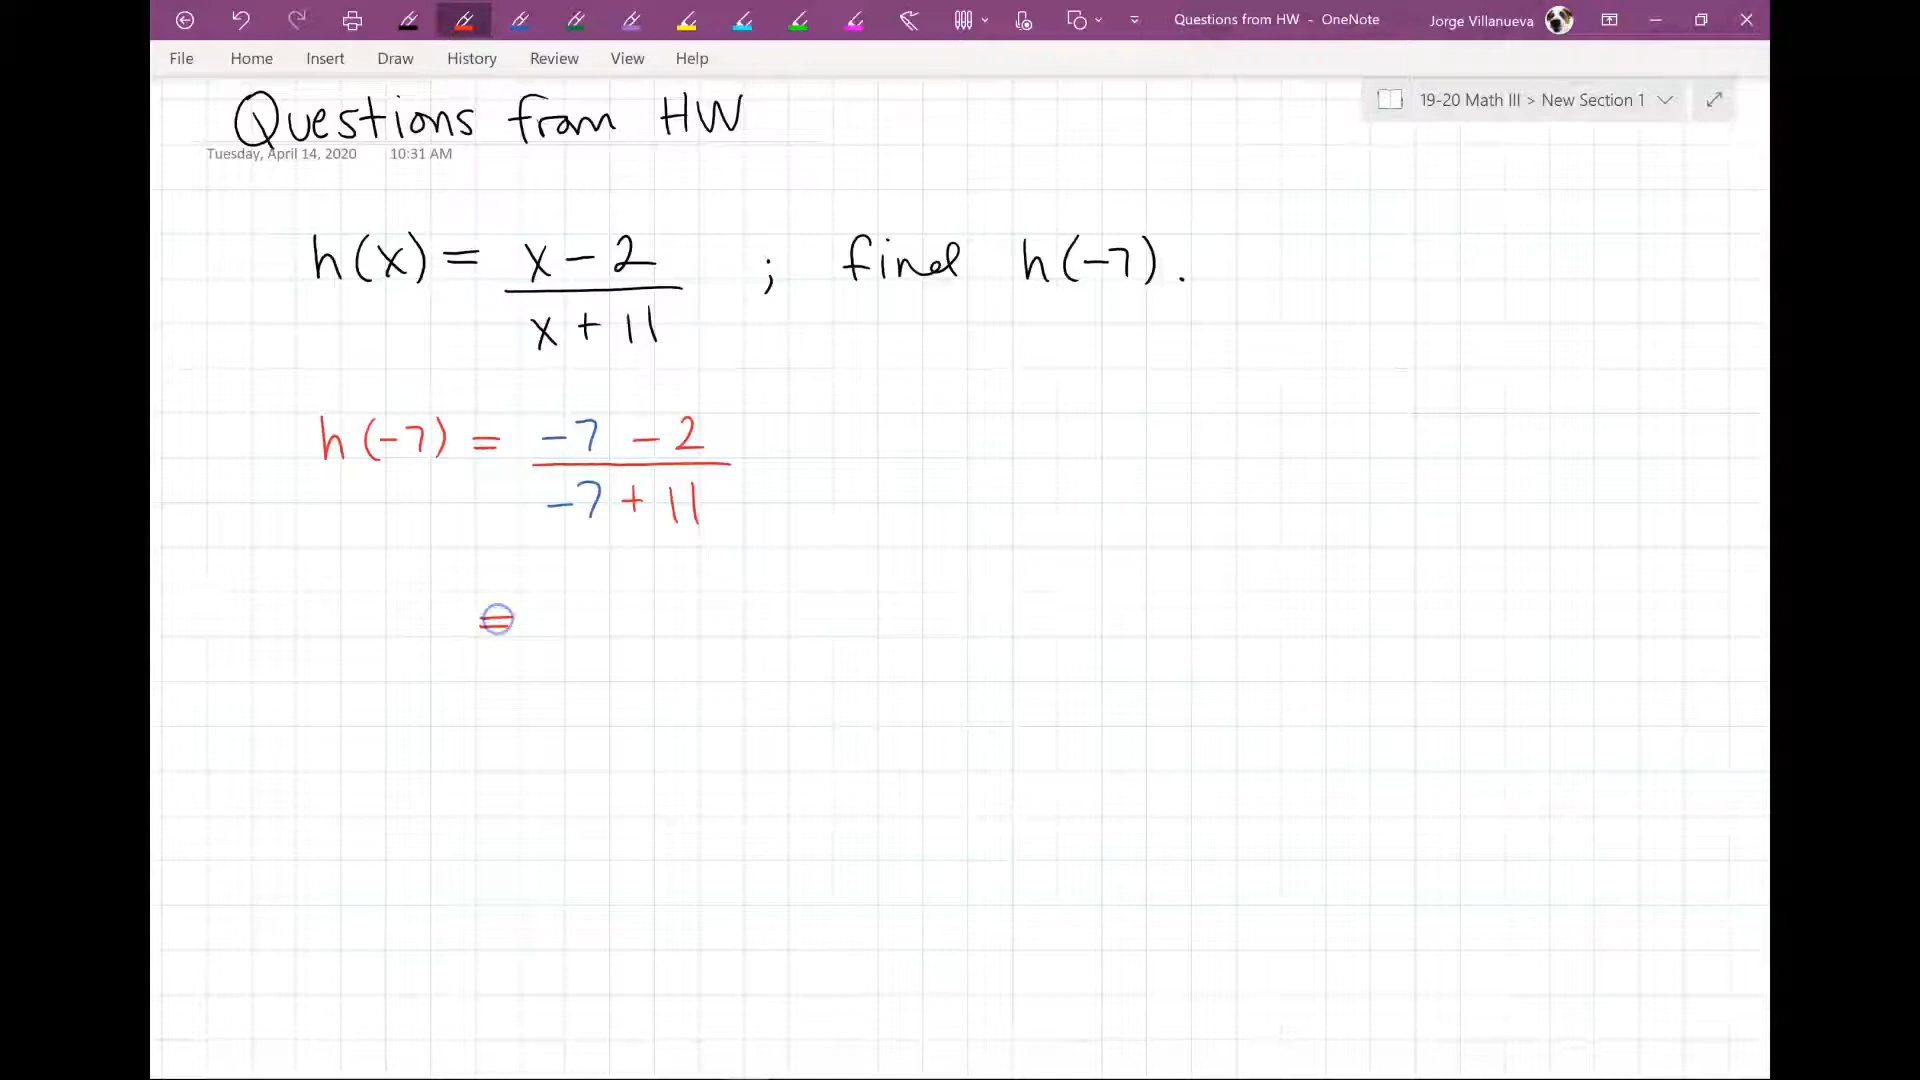 Questions from HW - OneNote
Jorge Villanueva
File Home Insert Draw History Review View Help
19-20 Math III > New Section 1
Questions from HW
Tuesday, April 14, 2020 10:31 AM
h(x) = x - 2 ; find h(-7).
x + 11
h(-7) = -7 - 2
-7 + 11
=